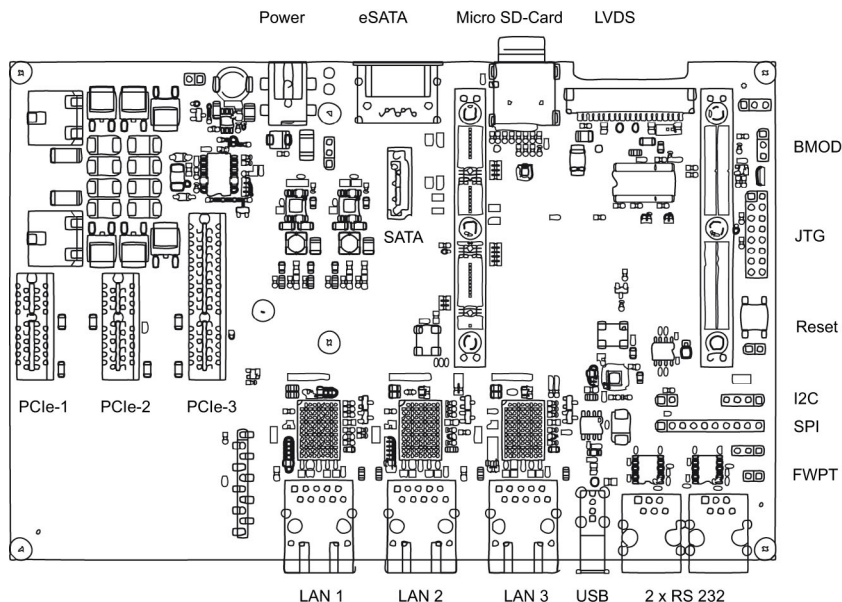 Power eSATA Micro SD-Card LVDS
BMOD
JTG
SATA
Reset
PCIe-1 PCIe-2 PCIe-3
I2C
SPI
FWPT
LAN 1 LAN 2 LAN 3 USB 2 x RS 232